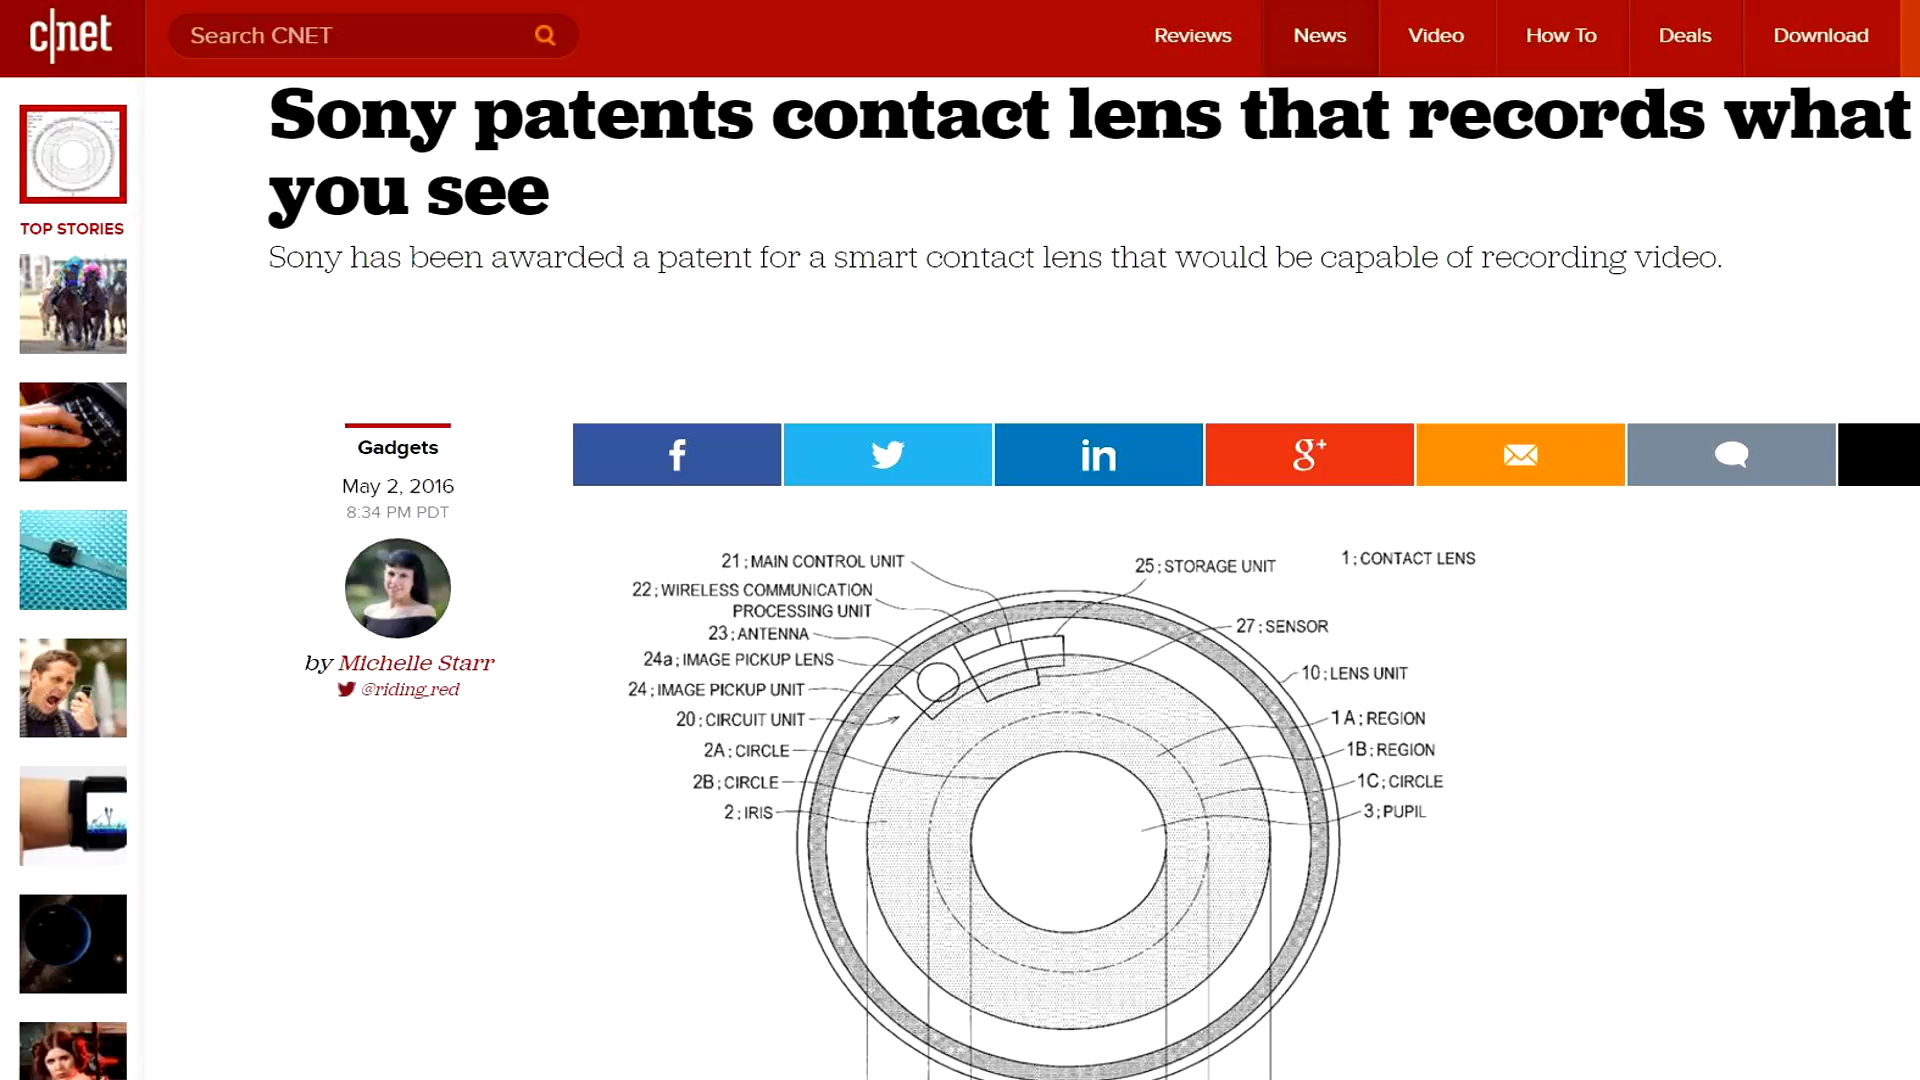 c|net
Search CNET
Reviews
News
Video
How To
Deals
Download
Sony patents contact lens that records what
you see
Sony has been awarded a patent for a smart contact lens that would be capable of recording video.
TOP STORIES
Gadgets
May 2, 2016
8:34 PM PDT
by Michelle Starr
@riding_red
f
in
g+
21;MAIN CONTROL UNIT
22;WIRELESS COMMUNICATION
PROCESSING UNIT
23;ANTENNA
24a;IMAGE PICKUP LENS
24;IMAGE PICKUP UNIT
20;CIRCUIT UNIT
2A;CIRCLE
2B;CIRCLE
2;IRIS
25;STORAGE UNIT
1;CONTACT LENS
27;SENSOR
10;LENS UNIT
1A;REGION
1B;REGION
1C;CIRCLE
3;PUPIL